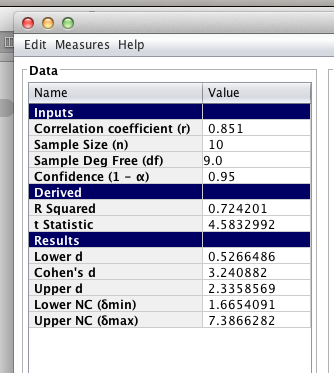 Edit Measures Help
Data
Name Value
Inputs
Correlation coefficient (r) 0.851
Sample Size (n) 10
Sample Deg Free (df) 9.0
Confidence (1 - α) 0.95
Derived
R Squared 0.724201
t Statistic 4.5832992
Results
Lower d 0.5266486
Cohen's d 3.240882
Upper d 2.3358569
Lower NC (δmin) 1.6654091
Upper NC (δmax) 7.3866282